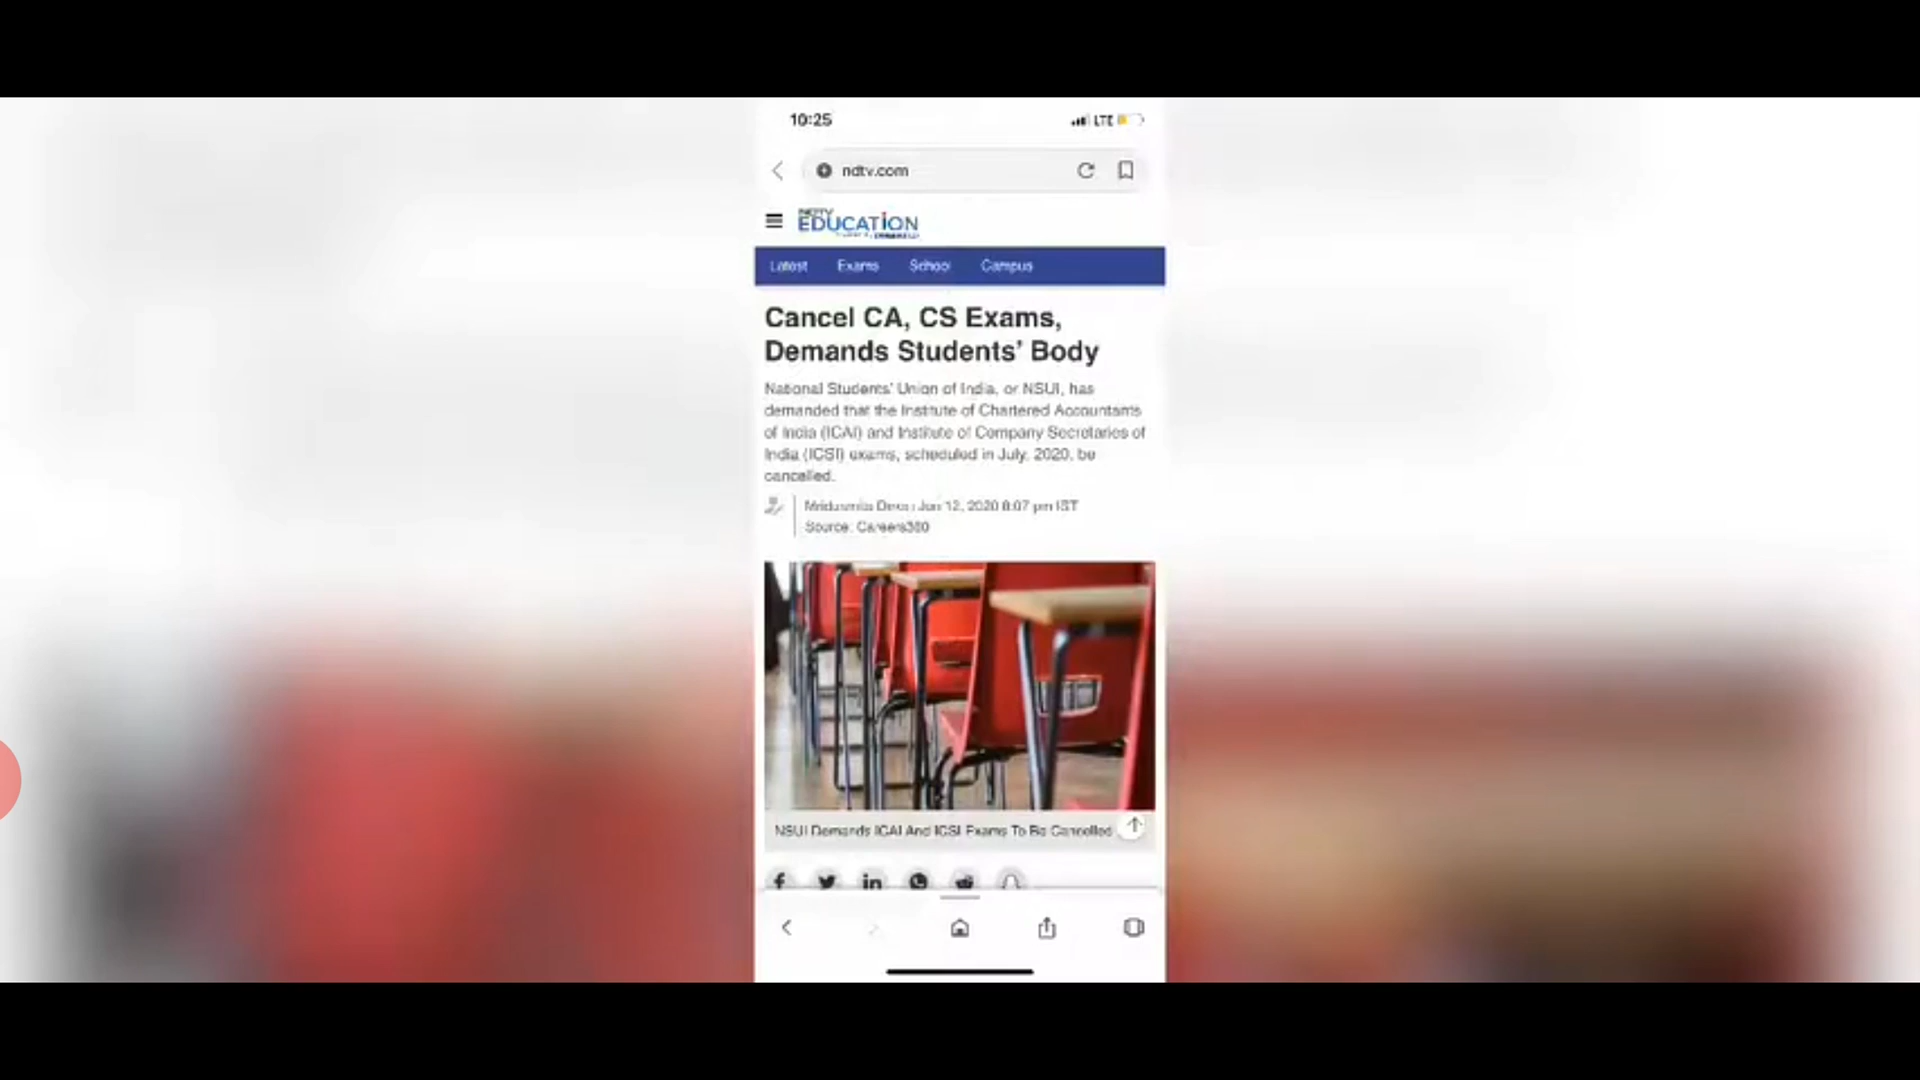 10:25
LTE
ndtv.com
NDTV
EDUCATION
Latest Exams School Campus
Cancel CA, CS Exams,
Demands Students' Body
National Students' Union of India, or NSUI, has
demanded that the Institute of Chartered Accountants
of India (ICAI) and Institute of Company Secretaries of
India (ICSI) exams, scheduled in July, 2020, be
cancelled.
2020 8:07 pm IST
Source: Careers360
NSUI Demands ICAI And ICSI Exams To Be Cancelled